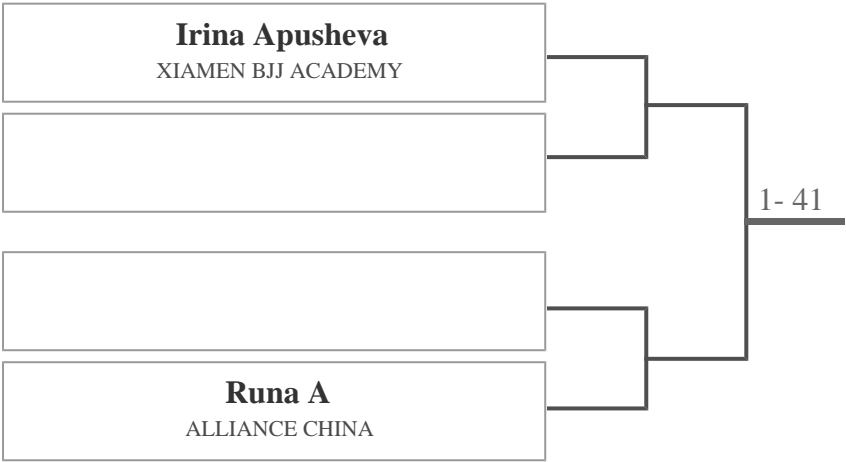 Irina Apusheva
XIAMEN BJJ ACADEMY
1- 41
Runa A
ALLIANCE CHINA